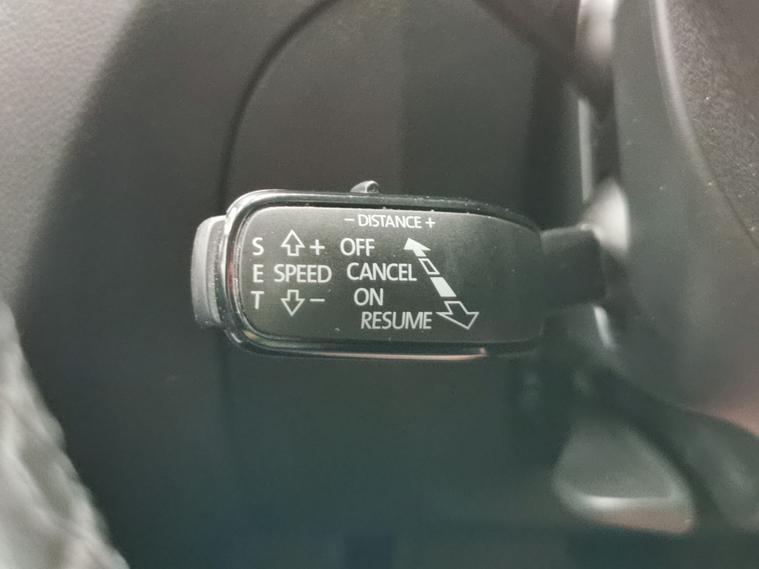 − DISTANCE +
S + OFF
E SPEED CANCEL
T − ON
RESUME